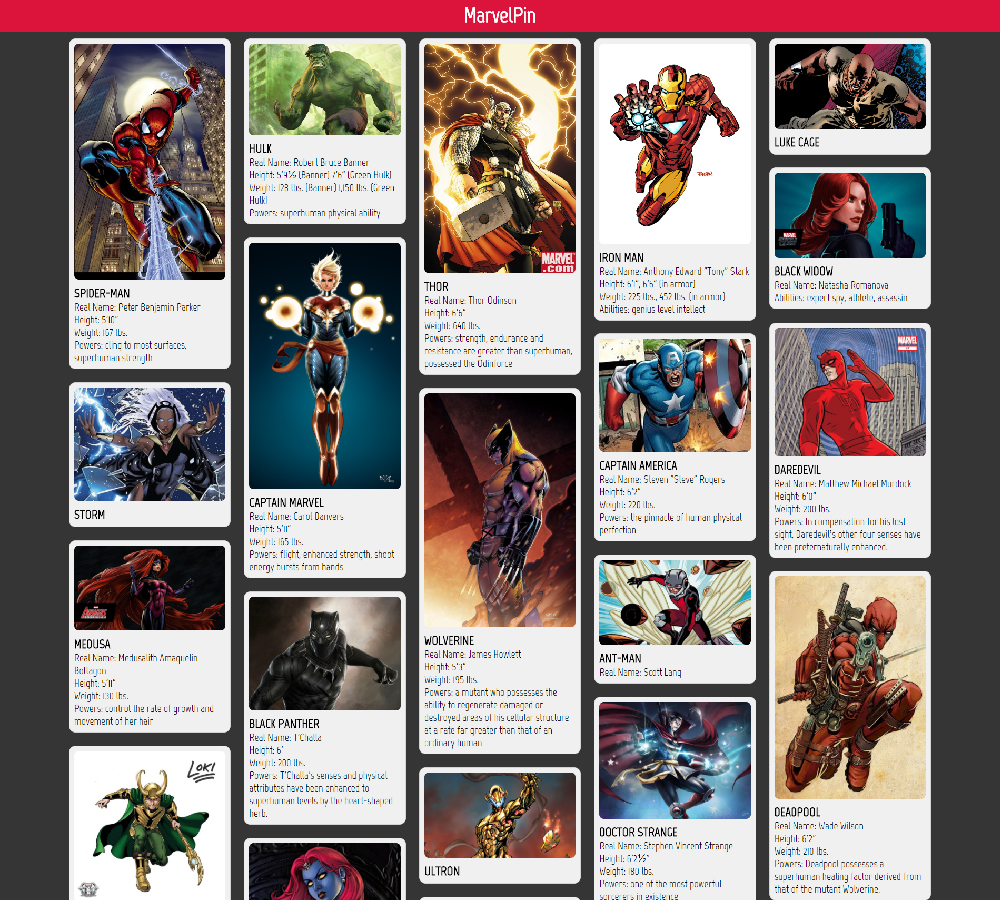 MarvelPin
SPIDER-MAN
Real Name: Peter Benjamin Parker
Height: 5'10"
Weight: 167 lbs.
Powers: cling to most surfaces,
superhuman strength
STORM
MEDUSA
Real Name: Medusalith Amaquelin
Boltagon
Height: 5'11"
Weight: 130 lbs.
Powers: control the rate of growth and
movement of her hair
LOKI
HULK
Real Name: Robert Bruce Banner
Height: 5'9½ (Banner) 7'6" (Green Hulk)
Weight: 128 lbs. (Banner) 1,150 lbs. (Green
Hulk)
Powers: superhuman physical ability
CAPTAIN MARVEL
Real Name: Carol Danvers
Height: 5'11"
Weight: 165 lbs.
Powers: flight, enhanced strength, shoot
energy bursts from hands
BLACK PANTHER
Real Name: T'Challa
Height: 6'
Weight: 200 lbs.
Powers: T'Challa's senses and physical
attributes have been enhanced to
superhuman levels by the heart-shaped
herb.
MARVEL
.com
THOR
Real Name: Thor Odinson
Height: 6'6"
Weight: 640 lbs.
Powers: strength, endurance and
resistance are greater than superhuman,
possessed the Odinforce
WOLVERINE
Real Name: James Howlett
Height: 5'3"
Weight: 195 lbs.
Powers: a mutant who possesses the
ability to regenerate damaged or
destroyed areas of his cellular structure
at a rate far greater than that of an
ordinary human
ULTRON
IRON MAN
Real Name: Anthony Edward "Tony" Stark
Height: 6'1", 6'6" (in armor)
Weight: 225 lbs., 452 lbs. (in armor)
Abilities: genius level intellect
CAPTAIN AMERICA
Real Name: Steven "Steve" Rogers
Height: 6'2"
Weight: 220 lbs.
Powers: the pinnacle of human physical
perfection
ANT-MAN
Real Name: Scott Lang
DOCTOR STRANGE
Real Name: Stephen Vincent Strange
Height: 6'2½"
Weight: 180 lbs.
Powers: one of the most powerful
sorcerers in existence
LUKE CAGE
BLACK WIDOW
Real Name: Natasha Romanova
Abilities: expert spy, athlete, assassin
MARVEL
DAREDEVIL
Real Name: Matthew Michael Murdock
Height: 6'0"
Weight: 200 lbs.
Powers: In compensation for his lost
sight, Daredevil's other four senses have
been preternaturally enhanced.
DEADPOOL
Real Name: Wade Wilson
Height: 6'2"
Weight: 210 lbs.
Powers: Deadpool possesses a
superhuman healing factor derived from
that of the mutant Wolverine.